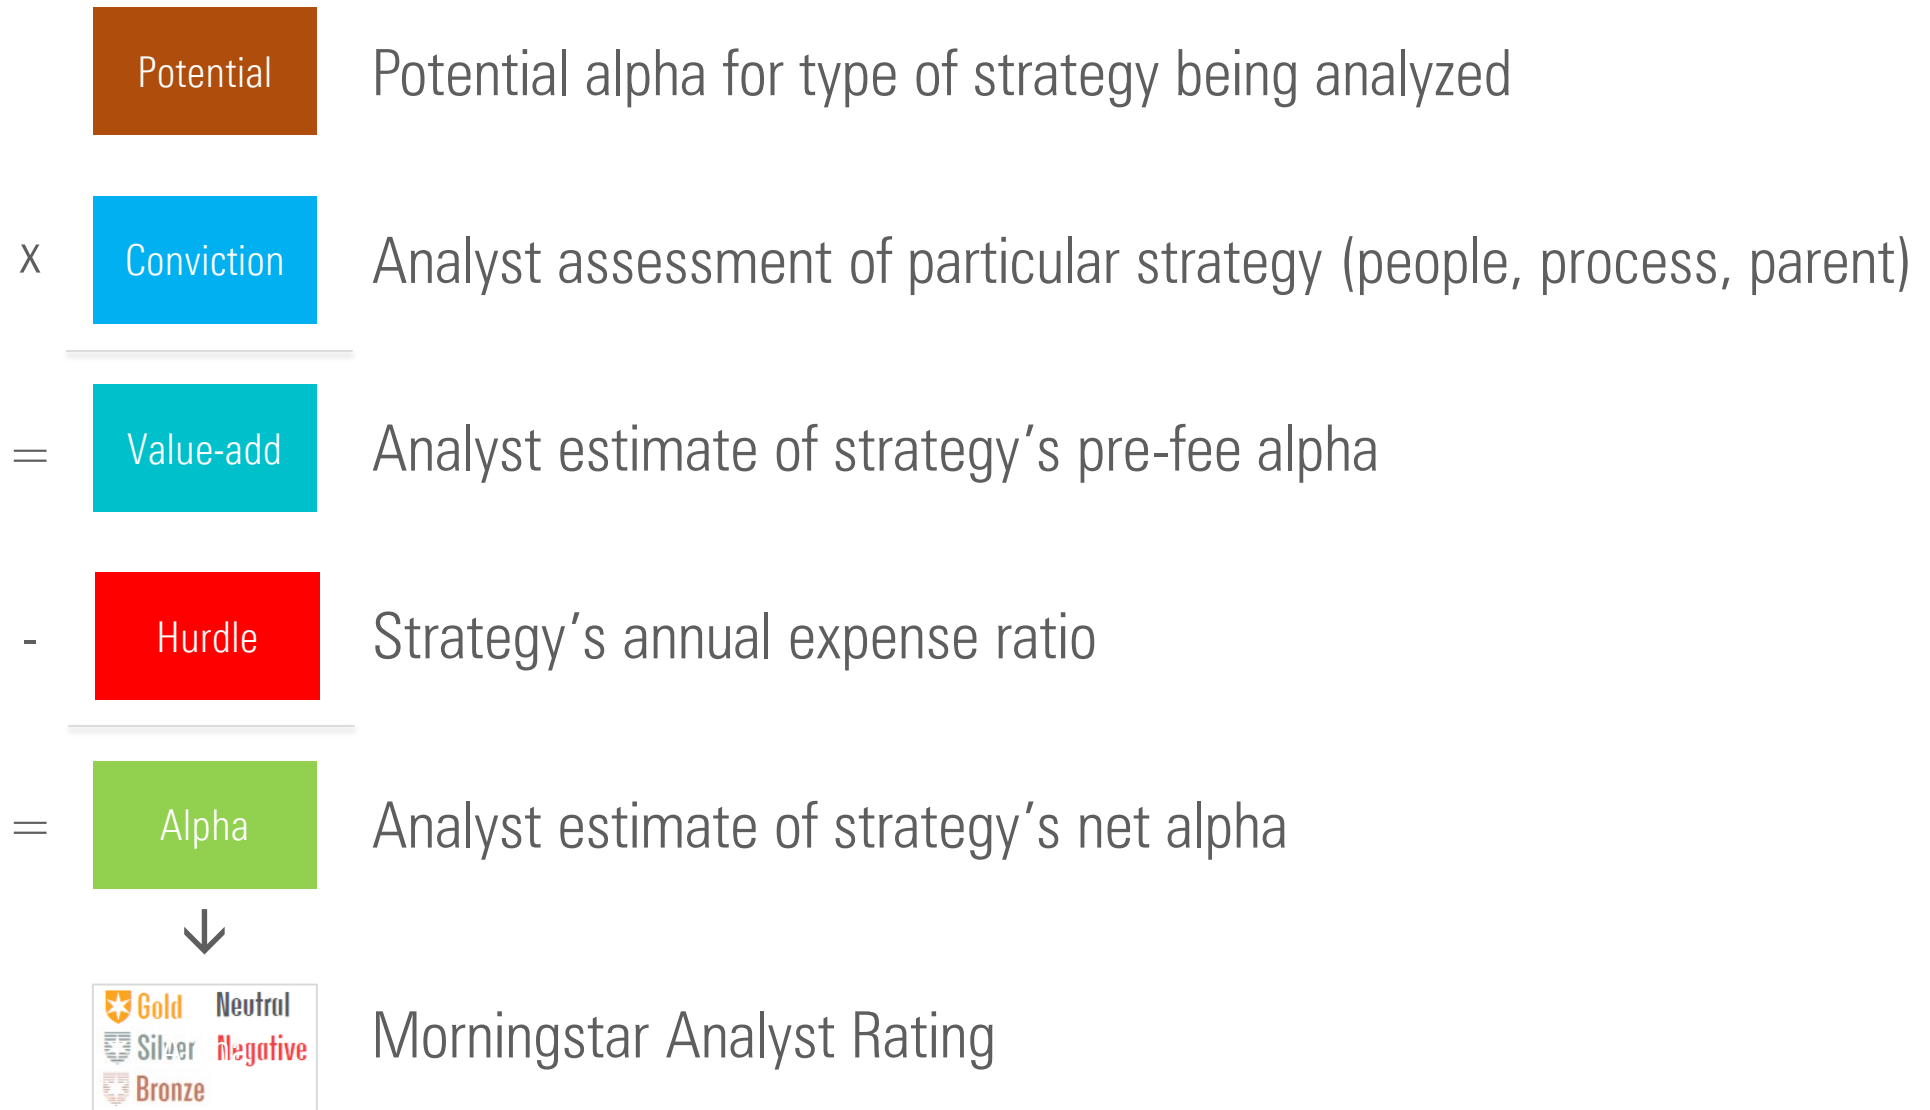 Potential Potential alpha for type of strategy being analyzed
x Conviction Analyst assessment of particular strategy (people, process, parent)
= Value-add Analyst estimate of strategy’s pre-fee alpha
- Hurdle Strategy’s annual expense ratio
= Alpha Analyst estimate of strategy’s net alpha
↓
Gold Neutral
Silver Negative
Bronze
Morningstar Analyst Rating